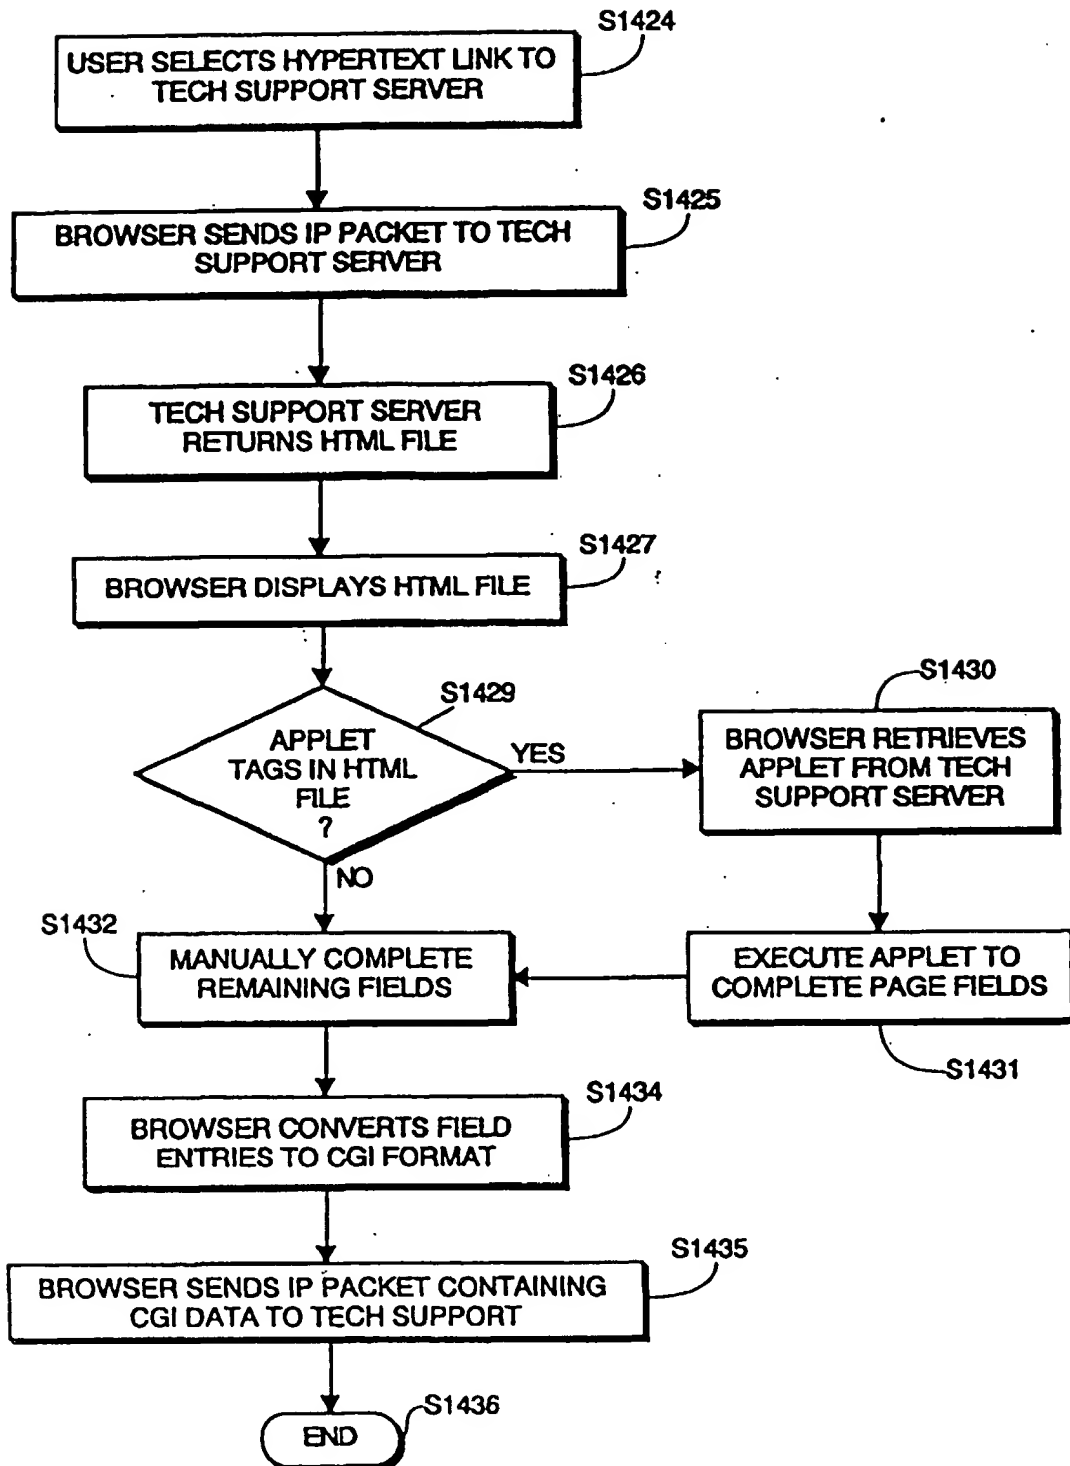 S1424
USER SELECTS HYPERTEXT LINK TO
TECH SUPPORT SERVER
S1425
BROWSER SENDS IP PACKET TO TECH
SUPPORT SERVER
S1426
TECH SUPPORT SERVER
RETURNS HTML FILE
S1427
BROWSER DISPLAYS HTML FILE
S1429
APPLET
TAGS IN HTML
FILE
?
YES
NO
S1430
BROWSER RETRIEVES
APPLET FROM TECH
SUPPORT SERVER
EXECUTE APPLET TO
COMPLETE PAGE FIELDS
S1431
S1432
MANUALLY COMPLETE
REMAINING FIELDS
S1434
BROWSER CONVERTS FIELD
ENTRIES TO CGI FORMAT
S1435
BROWSER SENDS IP PACKET CONTAINING
CGI DATA TO TECH SUPPORT
S1436
END